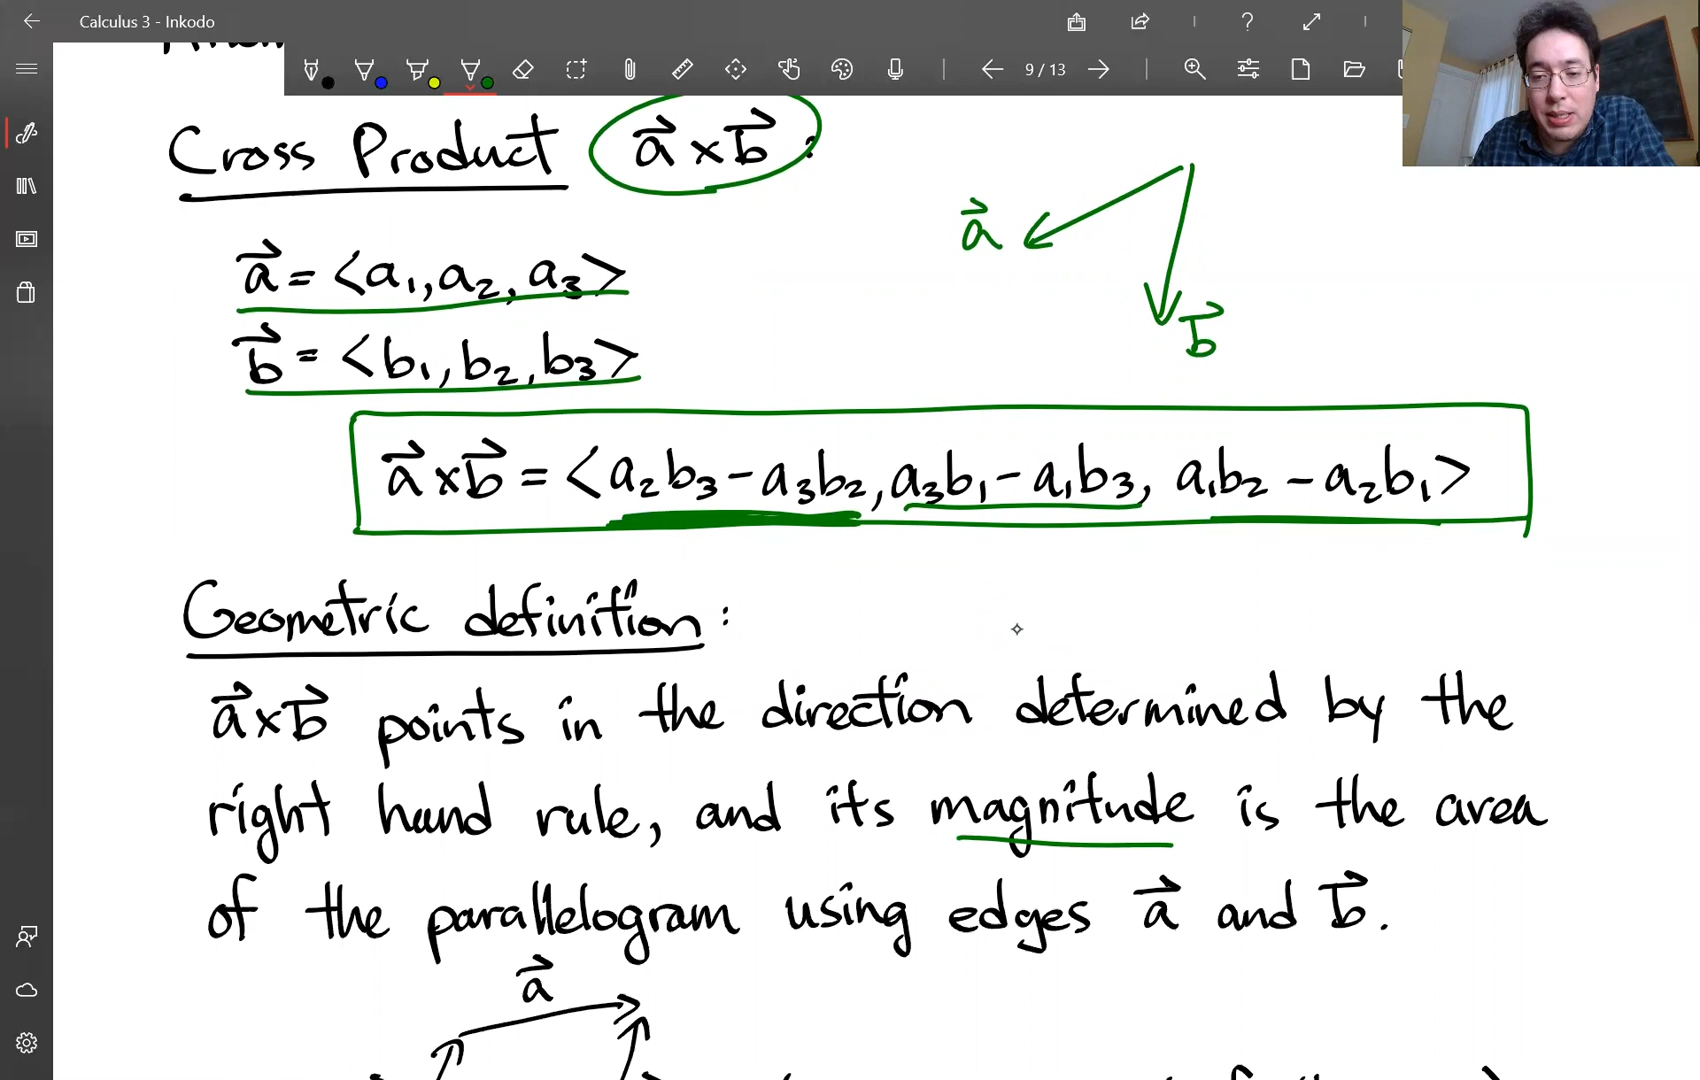 Calculus 3 - Inkodo
9 / 13
?
Cross Product a⃗ × b⃗ :
a⃗ = <a₁, a₂, a₃>
b⃗ = <b₁, b₂, b₃>
a⃗
b⃗
a⃗ × b⃗ = <a₂b₃ - a₃b₂, a₃b₁ - a₁b₃, a₁b₂ - a₂b₁>
Geometric definition :
a⃗ × b⃗ points in the direction determined by the
right hand rule, and its magnitude is the area
of the parallelogram using edges a⃗ and b⃗.
a⃗